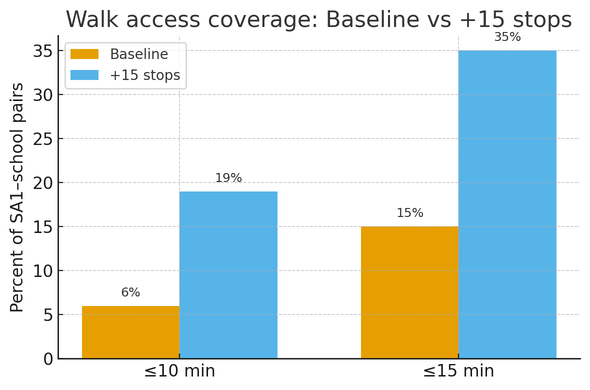 Walk access coverage: Baseline vs +15 stops
35%
35
Baseline
+15 stops
30
25
20
19%
15%
15
10
6%
5
0
≤10 min
≤15 min
Percent of SA1–school pairs